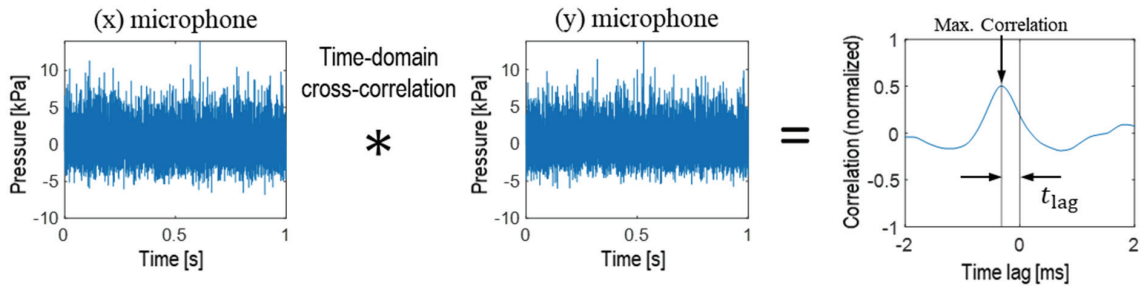 (x) microphone
Pressure [kPa]
10
5
0
-5
-10
0
0.5
1
Time [s]
Time-domain
cross-correlation
*
(y) microphone
Pressure [kPa]
10
5
0
-5
-10
0
0.5
1
Time [s]
=
Max. Correlation
Correlation (normalized)
1
0.5
0
-0.5
-1
t_lag
-2
0
2
Time lag [ms]